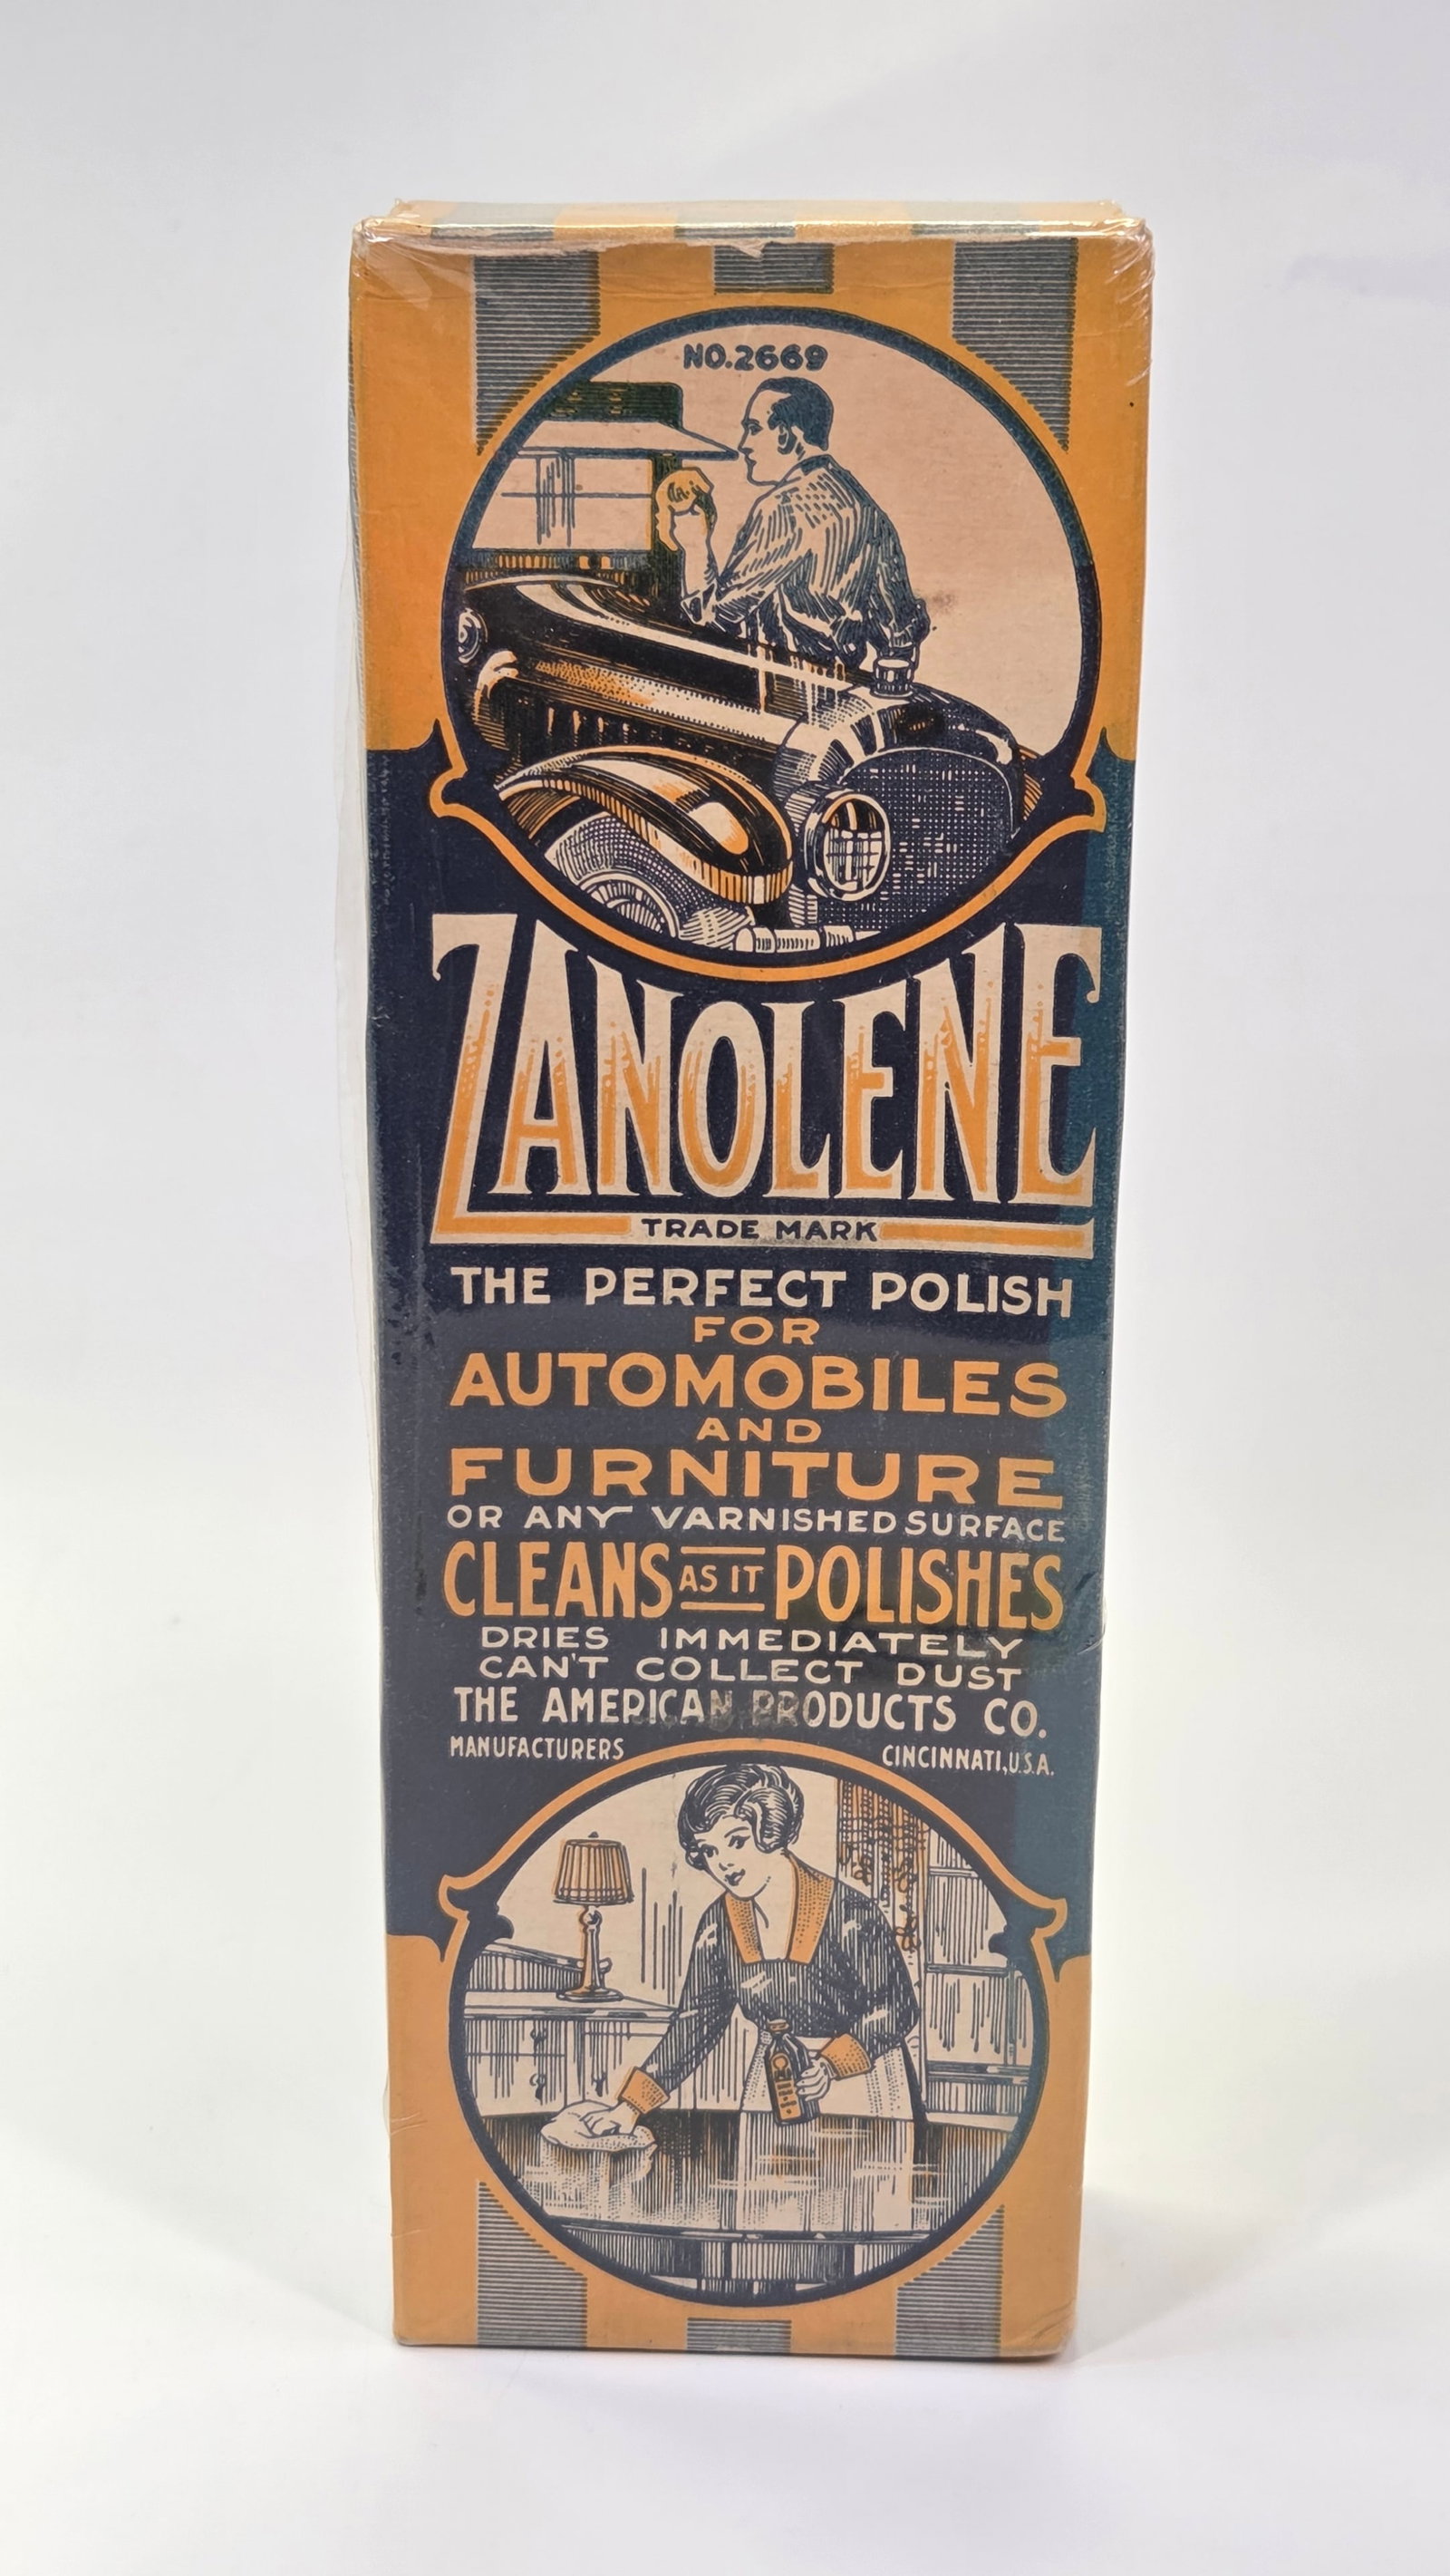 NO.2669
ZANOLENE
TRADE MARK
THE PERFECT POLISH
FOR
AUTOMOBILES
AND
FURNITURE
OR ANY VARNISHED SURFACE
CLEANS AS IT POLISHES
DRIES IMMEDIATELY
CAN'T COLLECT DUST
THE AMERICAN PRODUCTS CO.
MANUFACTURERS CINCINNATI, U.S.A.